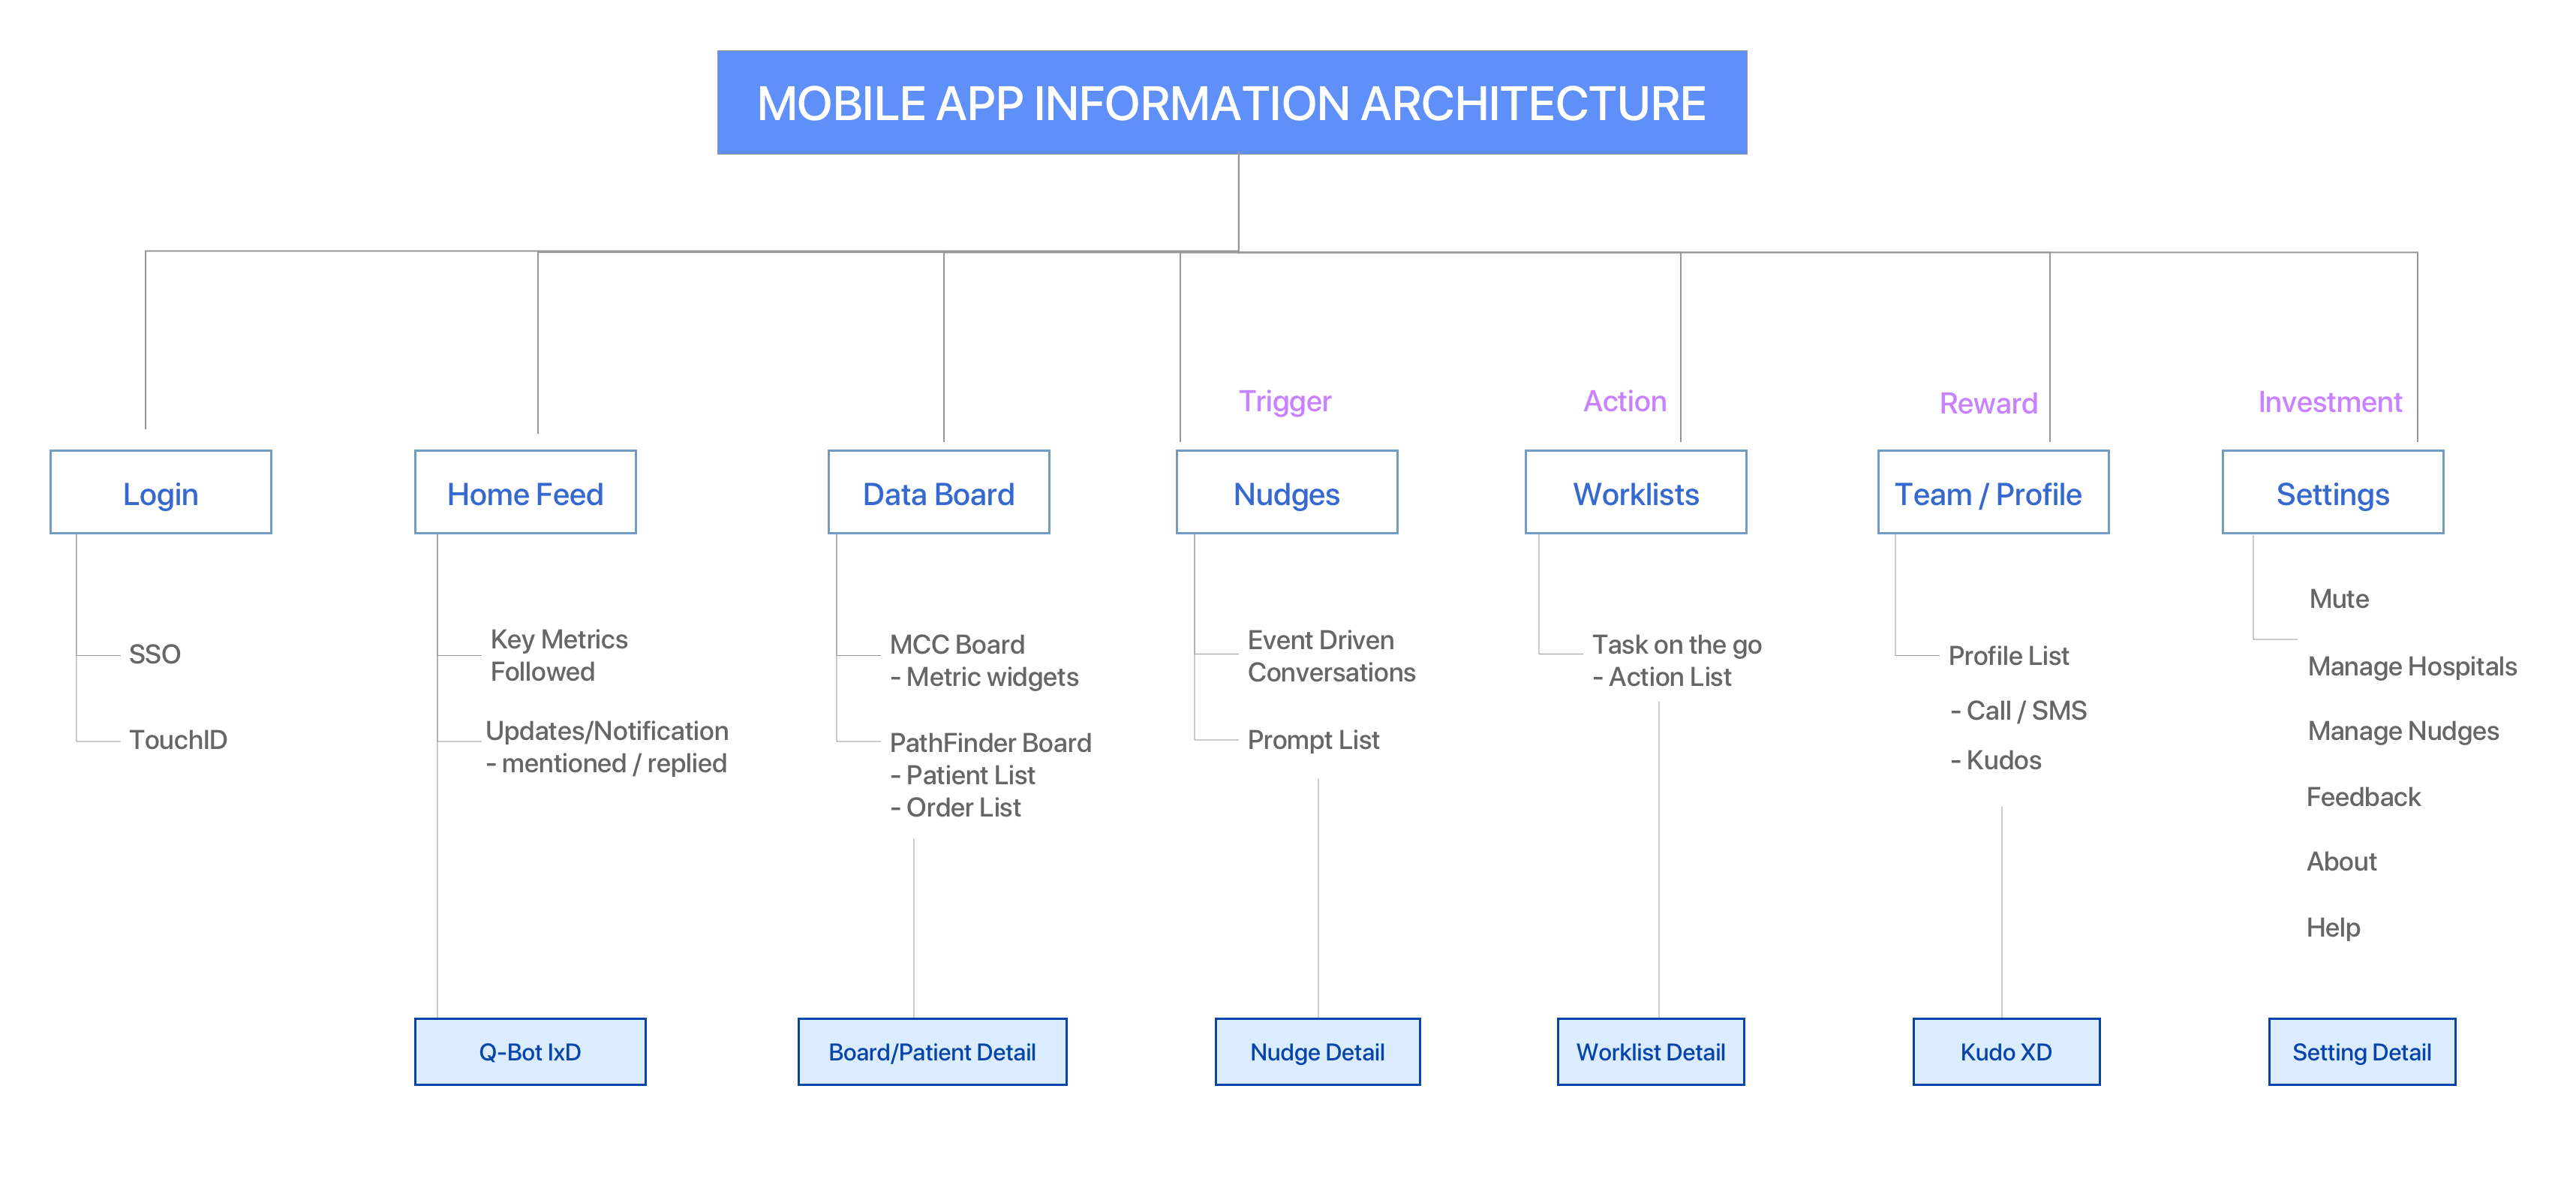 MOBILE APP INFORMATION ARCHITECTURE
Trigger
Action
Reward
Investment
Login
Home Feed
Data Board
Nudges
Worklists
Team / Profile
Settings
SSO
TouchID
Key Metrics
Followed
Updates/Notification
- mentioned / replied
MCC Board
- Metric widgets
PathFinder Board
- Patient List
- Order List
Event Driven
Conversations
Prompt List
Task on the go
- Action List
Profile List
- Call / SMS
- Kudos
Mute
Manage Hospitals
Manage Nudges
Feedback
About
Help
Q-Bot IxD
Board/Patient Detail
Nudge Detail
Worklist Detail
Kudo XD
Setting Detail